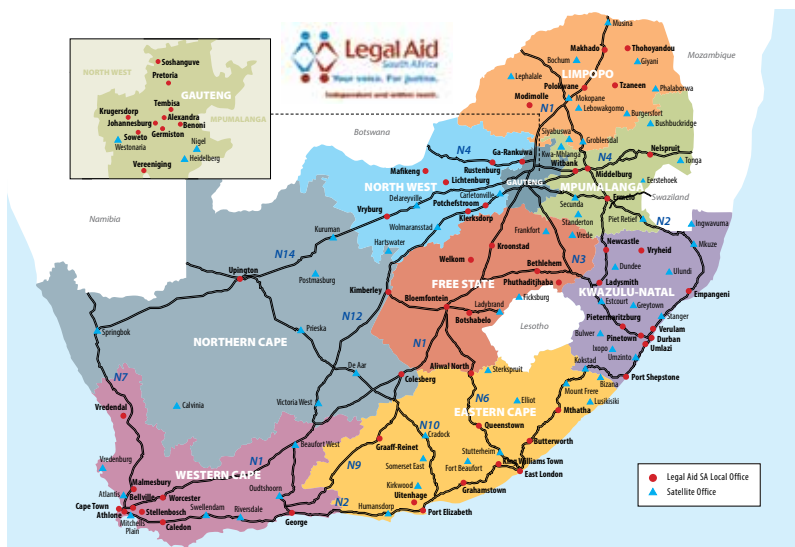 Legal Aid
South Africa
Your voice. For justice.
Independent and within reach.
NORTH WEST
Soshanguve
Pretoria
GAUTENG
Tembisa
Krugersdorp
Alexandra
MPUMALANGA
Johannesburg
Benoni
Germiston
Soweto
Westonaria
Nigel
Heidelberg
Vereeniging
Musina
Mozambique
Makhado
Thohoyandou
Bochum
Giyani
Lephalale
LIMPOPO
Polokwane
Tzaneen
Phalaborwa
Modimolle
N1
Mokopane
Lebowakgomo
Burgersfort
Bushbuckridge
Botswana
Siyabuswa
Groblersdal
Kwa-Mhlanga
N4
Ga-Rankuwa
N4
Nelspruit
Witbank
Tonga
Mafikeng
Rustenburg
Middelburg
Lichtenburg
GAUTENG
Eerstehoek
NORTH WEST
Carletonville
MPUMALANGA
Ermelo
Swaziland
Delareyville
Potchefstroom
Secunda
Namibia
Vryburg
Klerksdorp
Standerton
Piet Retief
N2
Ingwavuma
Wolmaransstad
Frankfort
Vrede
Kuruman
Newcastle
Vryheid
Mkuze
Hartswater
Kroonstad
N14
N3
Welkom
Bethlehem
Dundee
Ulundi
Upington
Postmasburg
FREE STATE
Phuthaditjhaba
Ladysmith
Kimberley
KWAZULU-NATAL
Empangeni
Bloemfontein
Ladybrand
Ficksburg
Estcourt
Greytown
N12
Botshabelo
Pietermaritzburg
Stanger
Springbok
Prieska
Lesotho
Bulwer
Verulam
NORTHERN CAPE
N1
Pinetown
Durban
Ixopo
Umlazi
De Aar
Aliwal North
Sterkspruit
Kokstad
Umzinto
N7
Colesberg
Bizana
Port Shepstone
Calvinia
Victoria West
N6
Elliot
Mount Frere
Vredendal
N10
EASTERN CAPE
Mthatha
Lusikisiki
Queenstown
Cradock
Beaufort West
Graaff-Reinet
Butterworth
N1
Stutterheim
Vredenburg
WESTERN CAPE
N9
Somerset East
Fort Beaufort
King Williams Town
East London
Malmesbury
Oudtshoorn
Kirkwood
Atlantis
Bellville
Worcester
Uitenhage
Grahamstown
Cape Town
Stellenbosch
Swellendam
N2
Athlone
Riversdale
George
Humansdorp
Port Elizabeth
Mitchells
Plain
Caledon
Legal Aid SA Local Office
Satellite Office